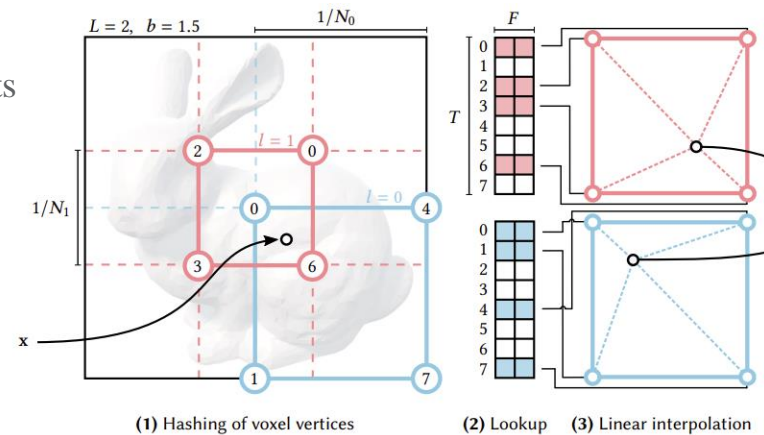 L = 2, b = 1.5
1/N₀
F
ts
l = 1
2
0
1/N₁
l = 0
0
4
3
6
x
1
7
T
0
1
2
3
4
5
6
7
0
1
2
3
4
5
6
7
(1) Hashing of voxel vertices
(2) Lookup
(3) Linear interpolation